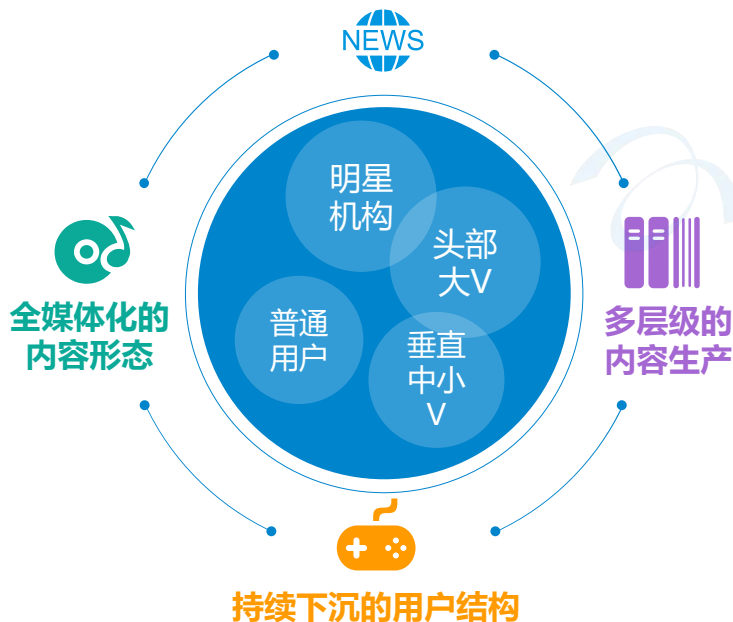 NEWS
明星
机构
头部
大V
普通
用户
垂直
中小
V
全媒体化的
内容形态
多层级的
内容生产
持续下沉的用户结构